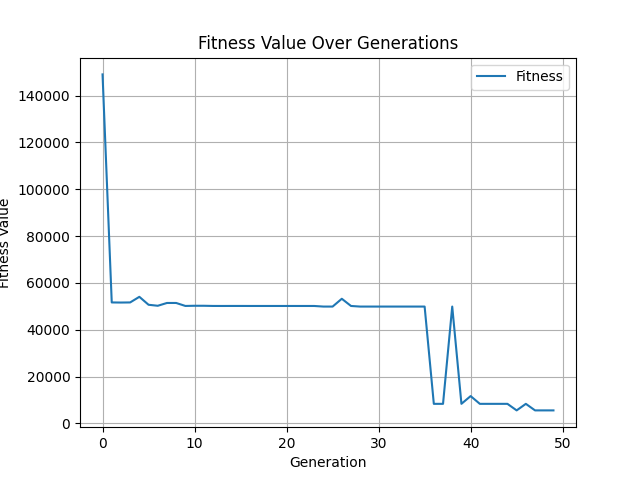 Fitness Value Over Generations
Fitness
140000
120000
100000
80000
60000
40000
20000
0
Fitness Value
0 10 20 30 40 50
Generation